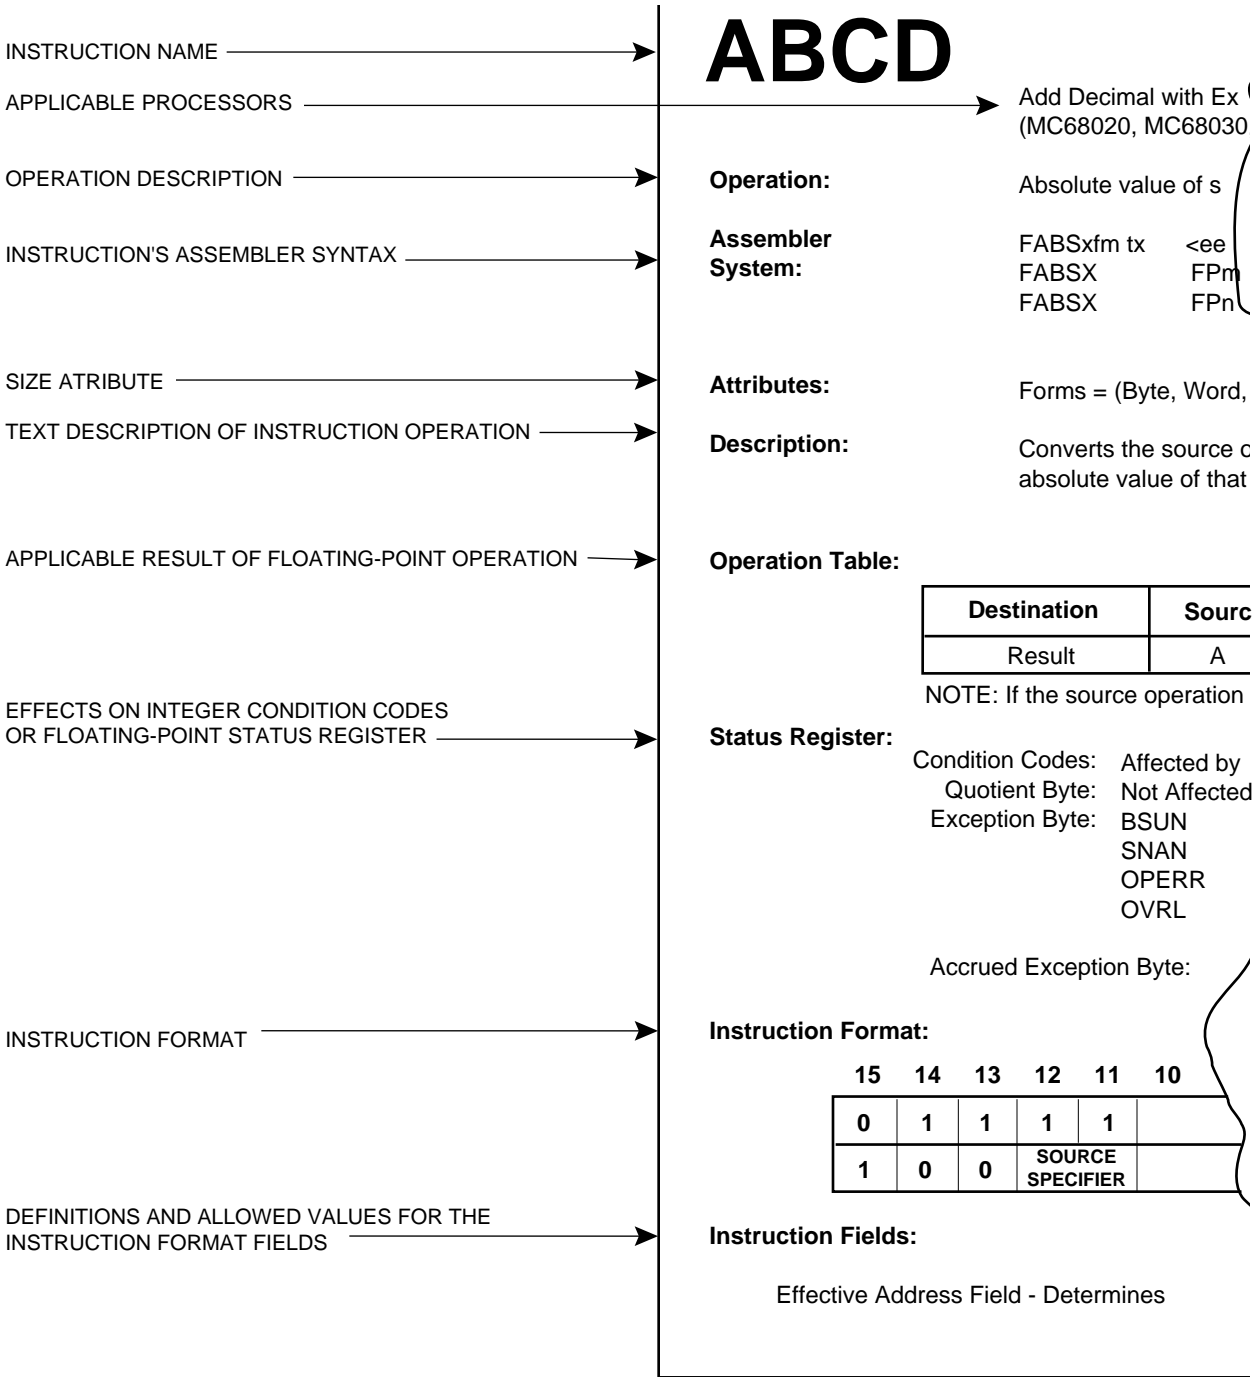 INSTRUCTION NAME
ABCD
APPLICABLE PROCESSORS
Add Decimal with Ex
(MC68020, MC68030
OPERATION DESCRIPTION
Operation:
Absolute value of s
INSTRUCTION'S ASSEMBLER SYNTAX
Assembler
System:
FABSxfm tx <ee
FABSX FPm
FABSX FPn
SIZE ATRIBUTE
Attributes:
Forms = (Byte, Word,
TEXT DESCRIPTION OF INSTRUCTION OPERATION
Description:
Converts the source o
absolute value of that
APPLICABLE RESULT OF FLOATING-POINT OPERATION
Operation Table:
Destination Sourc
Result A
NOTE: If the source operation
EFFECTS ON INTEGER CONDITION CODES
OR FLOATING-POINT STATUS REGISTER
Status Register:
Condition Codes: Affected by
Quotient Byte: Not Affected
Exception Byte: BSUN
SNAN
OPERR
OVRL
Accrued Exception Byte:
INSTRUCTION FORMAT
Instruction Format:
15 14 13 12 11 10
0 1 1 1 1
1 0 0 SOURCE
SPECIFIER
DEFINITIONS AND ALLOWED VALUES FOR THE
INSTRUCTION FORMAT FIELDS
Instruction Fields:
Effective Address Field - Determines